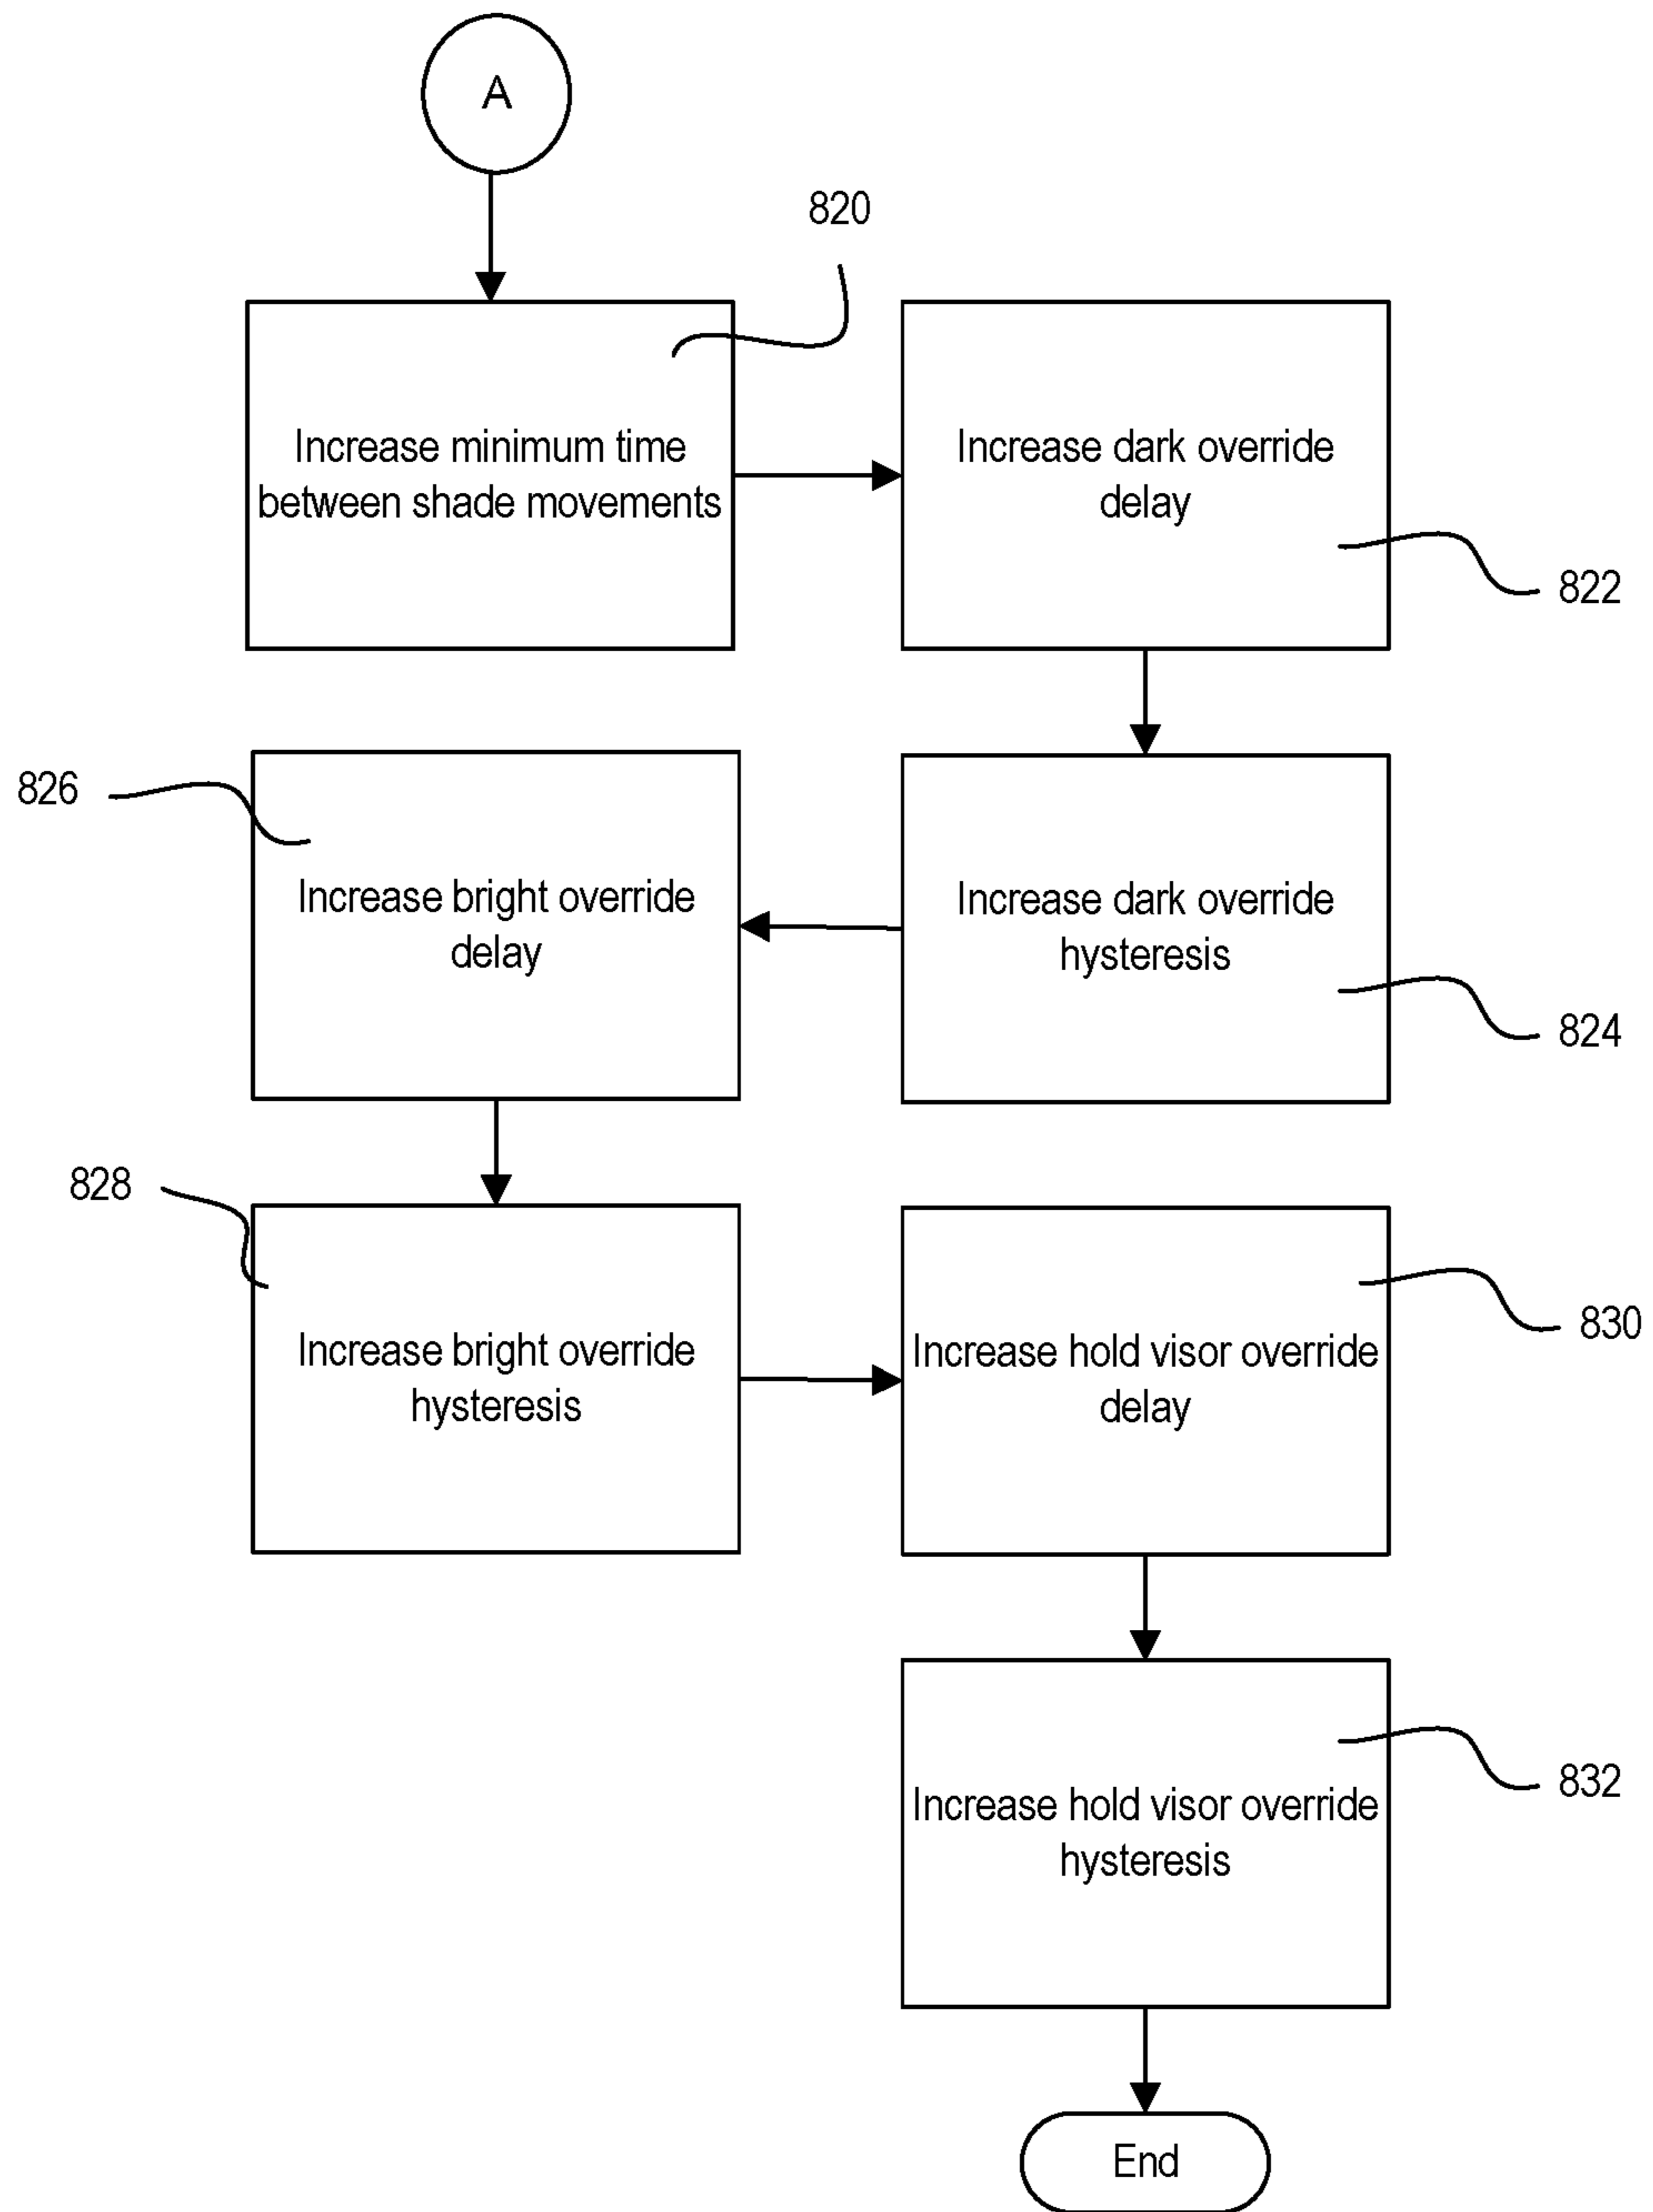 A
820
Increase minimum time
between shade movements
Increase dark override
delay
822
826
Increase bright override
delay
Increase dark override
hysteresis
824
828
Increase bright override
hysteresis
830
Increase hold visor override
delay
832
Increase hold visor override
hysteresis
End